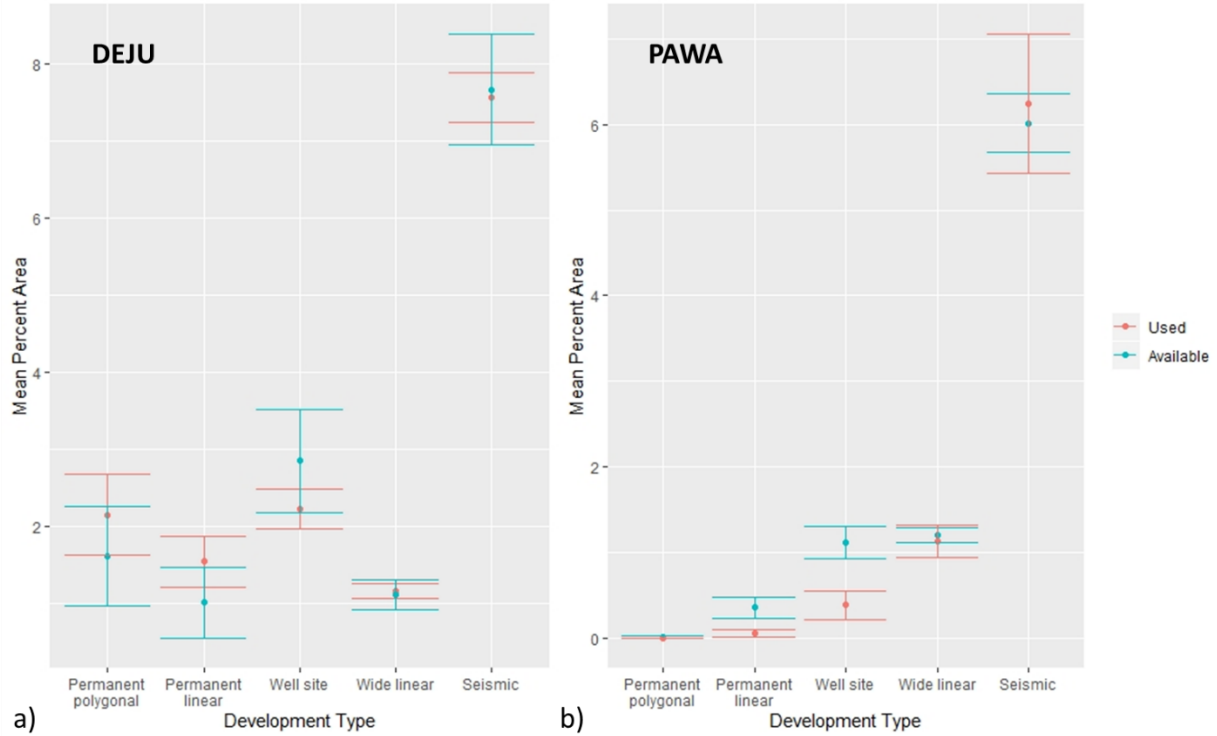 DEJU
8
6
4
2
Mean Percent Area
Permanent polygonal
Permanent linear
Well site
Wide linear
Seismic
Development Type
a)
PAWA
6
4
2
0
Mean Percent Area
Permanent polygonal
Permanent linear
Well site
Wide linear
Seismic
Development Type
b)
Used
Available